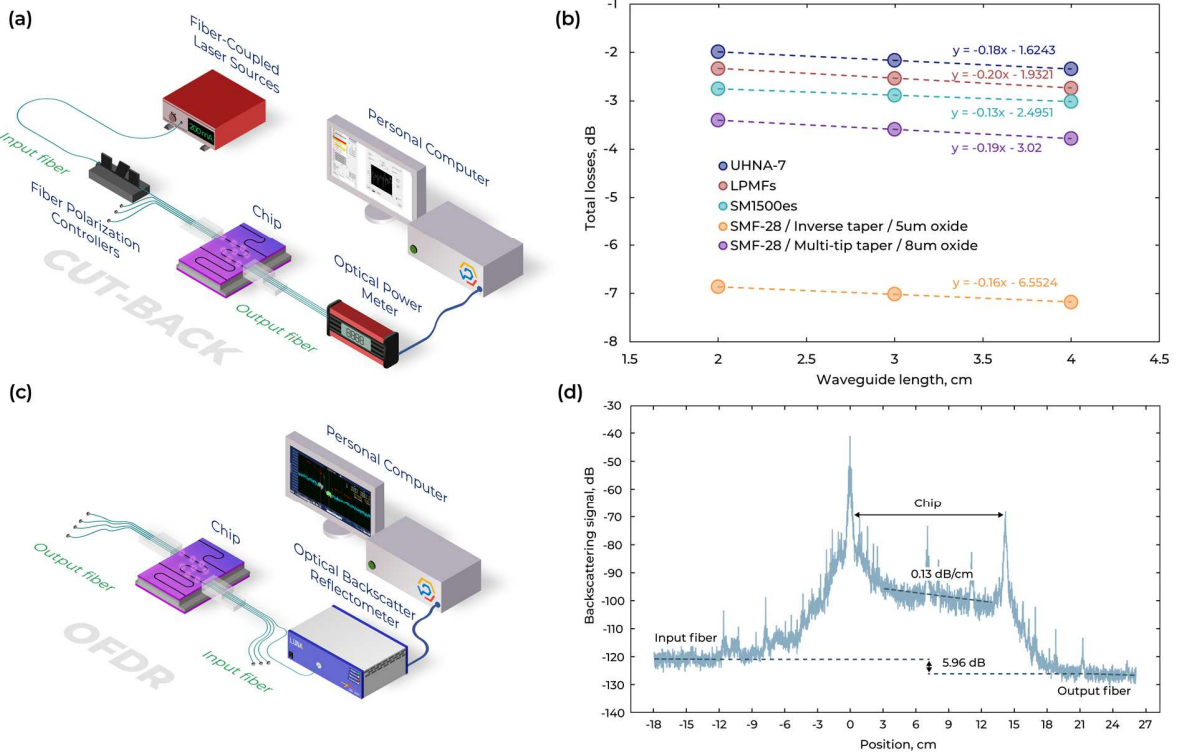 (a)
Fiber-Coupled
Laser Sources
200 mA
Input fiber
Fiber Polarization
Controllers
Chip
Personal Computer
Optical Power
Meter
Output fiber
CUT-BACK
(b)
Total losses, dB
-1
-2
-3
-4
-5
-6
-7
-8
y = -0.18x - 1.6243
y = -0.20x - 1.9321
y = -0.13x - 2.4951
y = -0.19x - 3.02
UHNA-7
LPMFs
SM1500es
SMF-28 / Inverse taper / 5um oxide
SMF-28 / Multi-tip taper / 8um oxide
y = -0.16x - 6.5524
1.5 2 2.5 3 3.5 4 4.5
Waveguide length, cm
(c)
Personal Computer
Chip
Output fiber
Optical Backscatter
Reflectometer
LUNA
Input fiber
OFDR
(d)
Backscattering signal, dB
-30
-40
-50
-60
-70
-80
-90
-100
-110
-120
-130
-140
Chip
0.13 dB/cm
Input fiber
5.96 dB
Output fiber
-18 -15 -12 -9 -6 -3 0 3 6 9 12 15 18 21 24 27
Position, cm